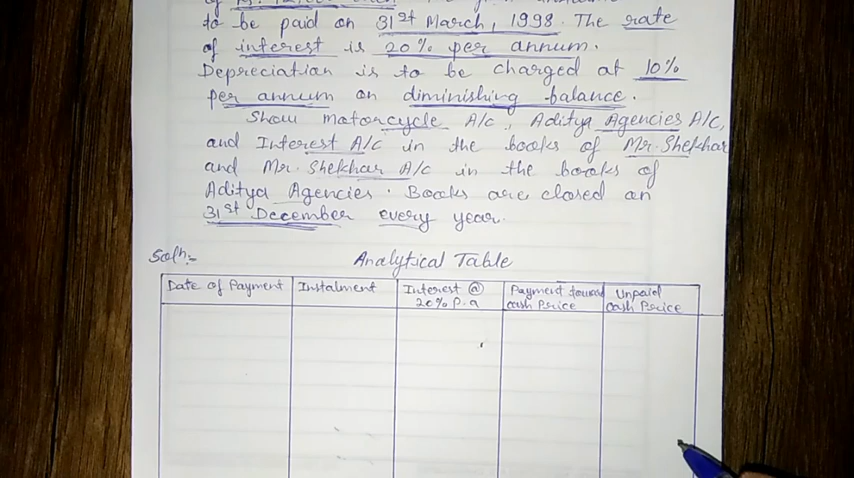 to be paid on 31st March, 1998. The rate
of interest is 20% per annum.
Depreciation is to be charged at 10%
per annum on diminishing balance.
Show motorcycle A/c, Aditya Agencies A/C,
and Interest A/c in the books of Mr. Shekhar
and Mr. Shekhar A/c in the books of
Aditya Agencies. Books are closed on
31st December every year.
Solh:-
Analytical Table
Date of Payment Instalment Interest @ 20% p.a Payment toward cash Price Unpaid Cash Price